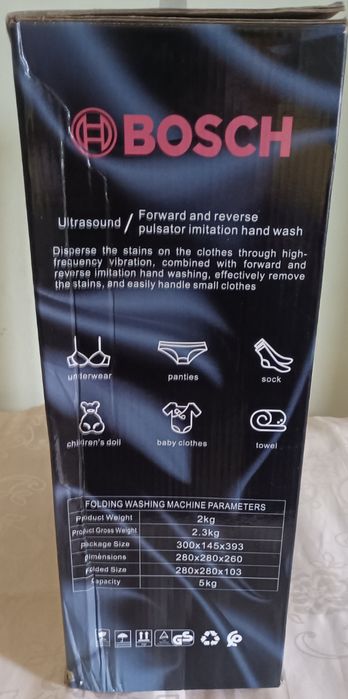 BOSCH
Ultrasound / Forward and reverse
pulsator imitation hand wash
Disperse the stains on the clothes through high-
frequency vibration, combined with forward and
reverse imitation hand washing, effectively remove
the stains, and easily handle small clothes
underwear panties sock
children's doll baby clothes towel
FOLDING WASHING MACHINE PARAMETERS
Product Weight 2kg
Product Gross Weight 2.3kg
package Size 300x145x393
dimensions 280x280x260
Folded Size 280x280x103
Capacity 5kg
GS